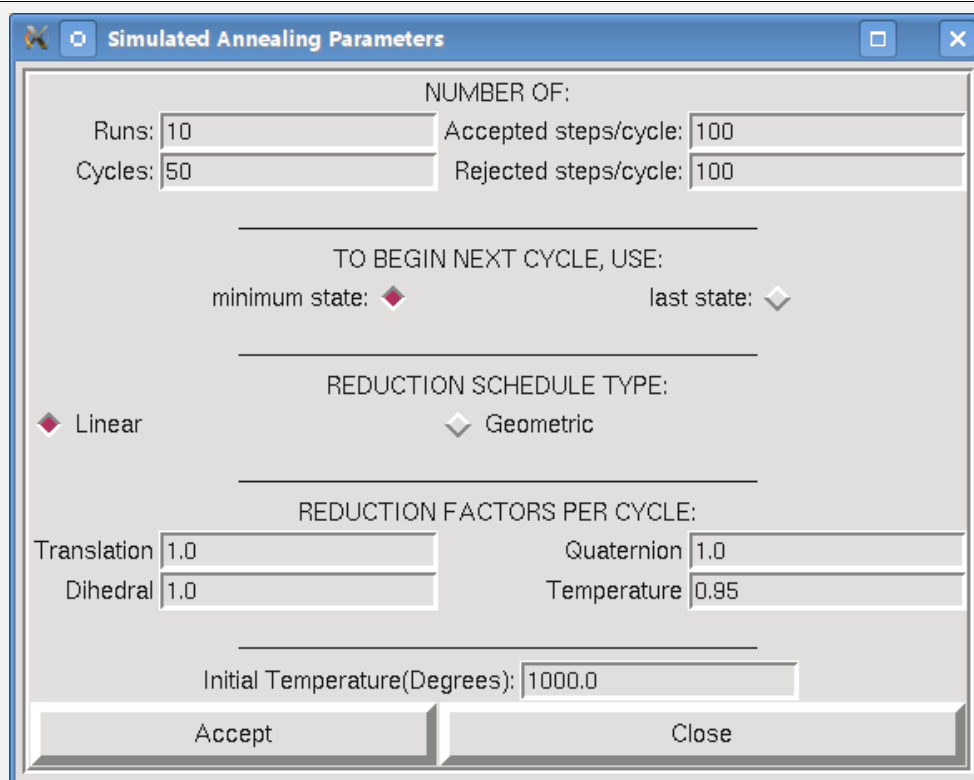 Simulated Annealing Parameters
NUMBER OF:
Runs: 10 Accepted steps/cycle: 100
Cycles: 50 Rejected steps/cycle: 100
TO BEGIN NEXT CYCLE, USE:
minimum state: last state:
REDUCTION SCHEDULE TYPE:
Linear Geometric
REDUCTION FACTORS PER CYCLE:
Translation 1.0 Quaternion 1.0
Dihedral 1.0 Temperature 0.95
Initial Temperature(Degrees): 1000.0
Accept Close